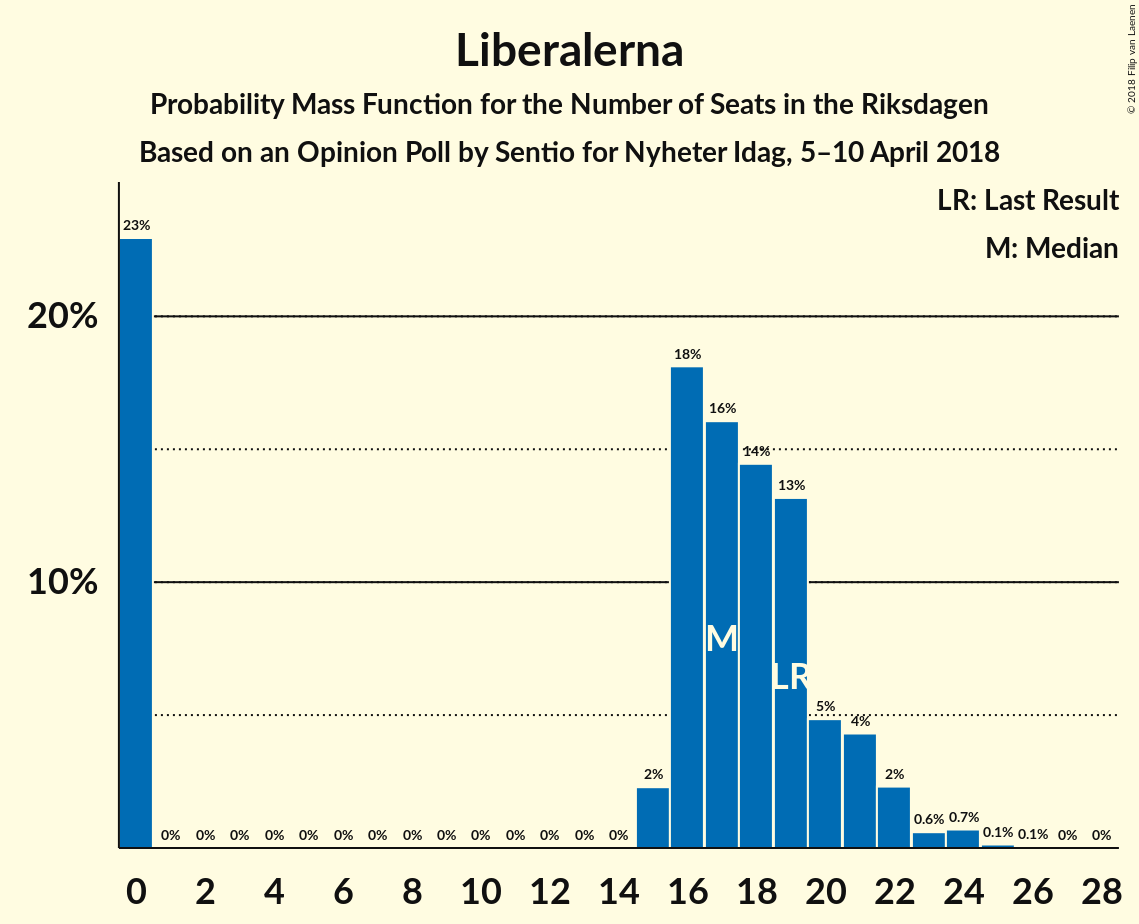 © 2018 Filip van Laenen
Liberalerna
Probability Mass Function for the Number of Seats in the Riksdagen
Based on an Opinion Poll by Sentio for Nyheter Idag, 5–10 April 2018
LR: Last Result
M: Median
23%
20%
18%
16%
14%
13%
10%
M
LR
5%
4%
2%
2%
0.6%
0.7%
0% 0% 0% 0% 0% 0% 0% 0% 0% 0% 0% 0% 0% 0% 0.1% 0.1% 0% 0%
0 2 4 6 8 10 12 14 16 18 20 22 24 26 28